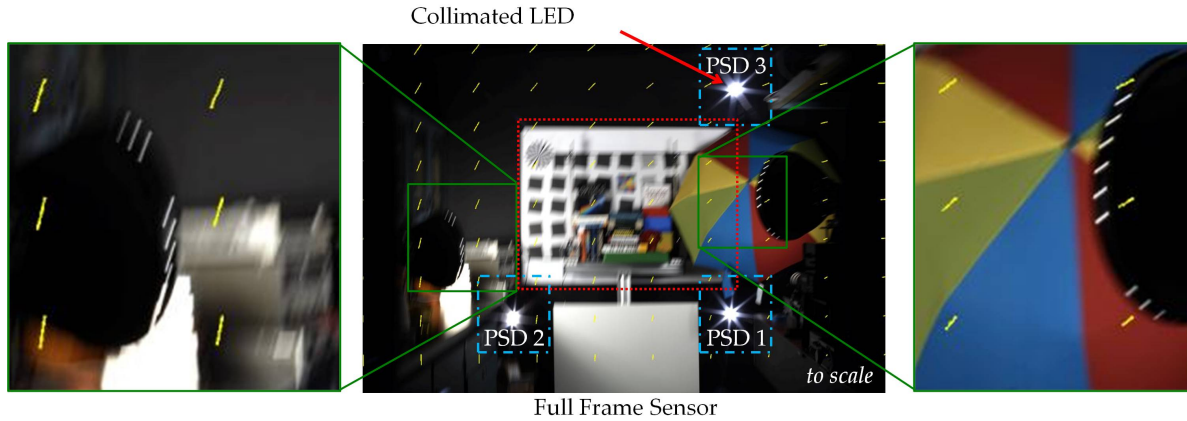 Collimated LED
PSD 3
PSD 2
PSD 1
to scale
Full Frame Sensor